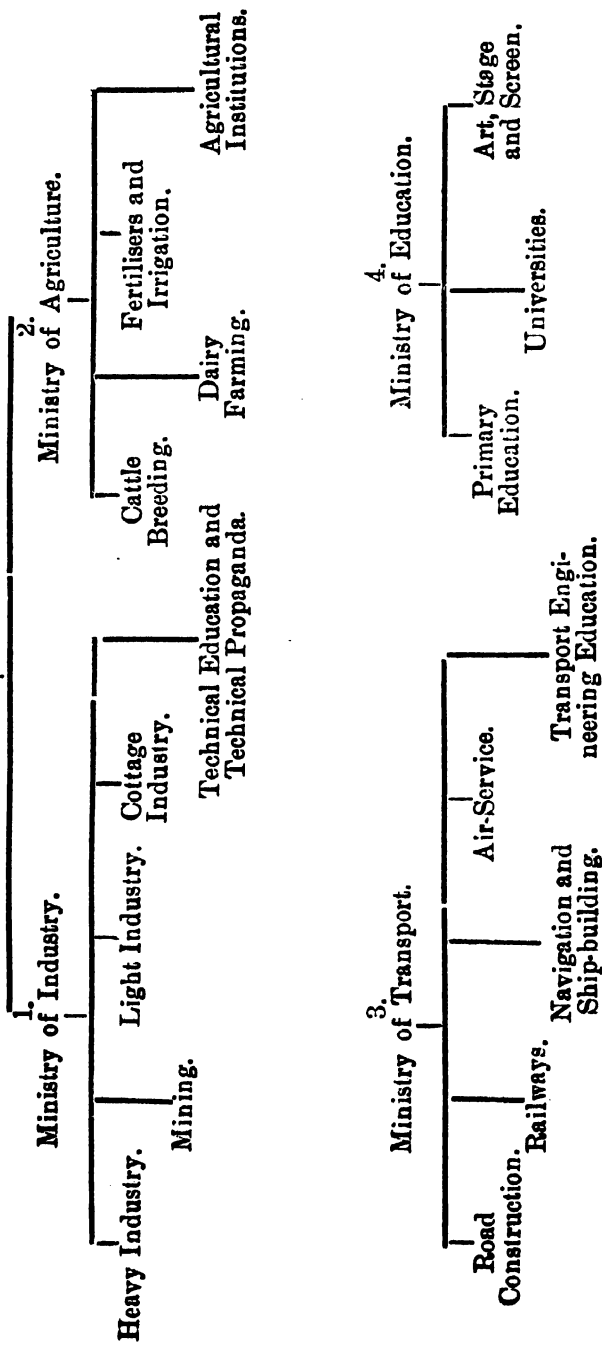 1.
Ministry of Industry.
Heavy Industry.
Mining.
Light Industry.
Cottage
Industry.
Technical Education and
Technical Propaganda.
2.
Ministry of Agriculture.
Cattle
Breeding.
Dairy
Farming.
Fertilisers and
Irrigation.
Agricultural
Institutions.
3.
Ministry of Transport.
Road
Construction.
Railways.
Navigation and
Ship-building.
Air-Service.
Transport Engi-
neering Education.
4.
Ministry of Education.
Primary
Education.
Universities.
Art, Stage
and Screen.